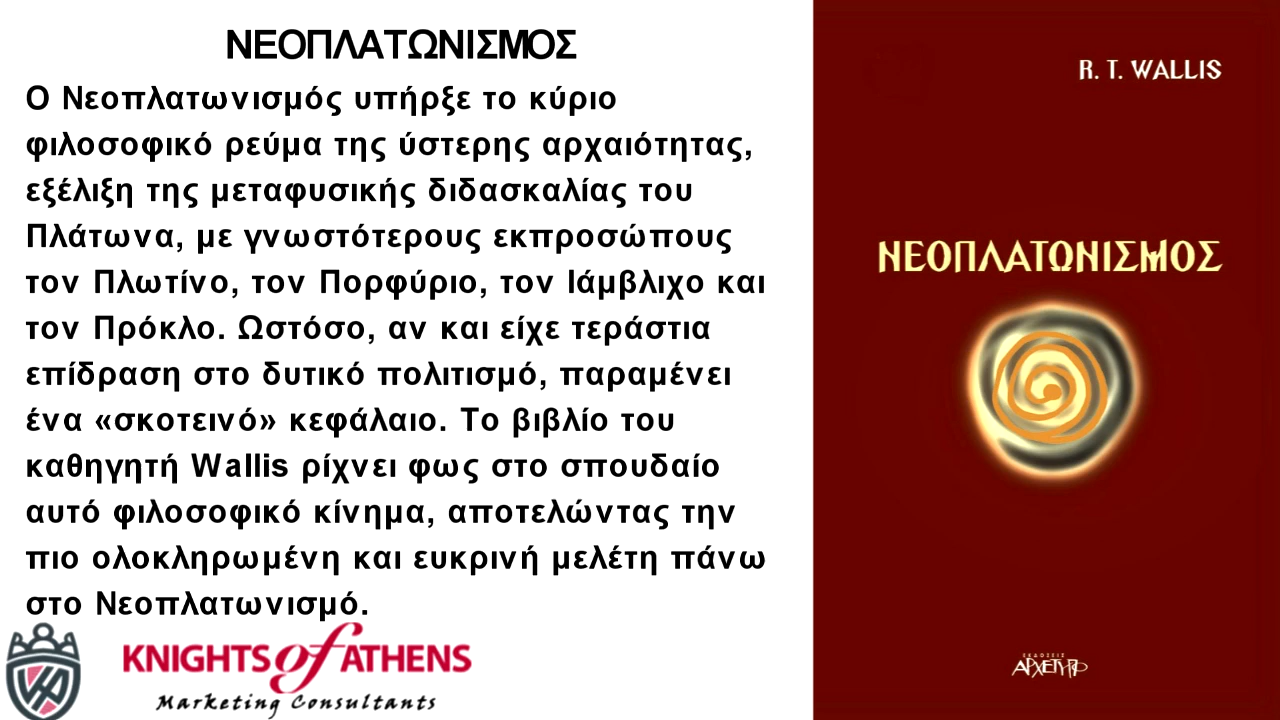 ΝΕΟΠΛΑΤΩΝΙΣΜΟΣ
Ο Νεοπλατωνισμός υπήρξε το κύριο
φιλοσοφικό ρεύμα της ύστερης αρχαιότητας,
εξέλιξη της μεταφυσικής διδασκαλίας του
Πλάτωνα, με γνωστότερους εκπροσώπους
τον Πλωτίνο, τον Πορφύριο, τον Ιάμβλιχο και
τον Πρόκλο. Ωστόσο, αν και είχε τεράστια
επίδραση στο δυτικό πολιτισμό, παραμένει
ένα «σκοτεινό» κεφάλαιο. Το βιβλίο του
καθηγητή Wallis ρίχνει φως στο σπουδαίο
αυτό φιλοσοφικό κίνημα, αποτελώντας την
πιο ολοκληρωμένη και ευκρινή μελέτη πάνω
στο Νεοπλατωνισμό.
KNIGHTS of ATHENS
Marketing Consultants
R. T. WALLIS
ΝΕΟΠΛΑΤΩΝΙΣΜΟΣ
ΕΚΔΟΣΕΙΣ
ΑΡΧΕΤΥΠΟ